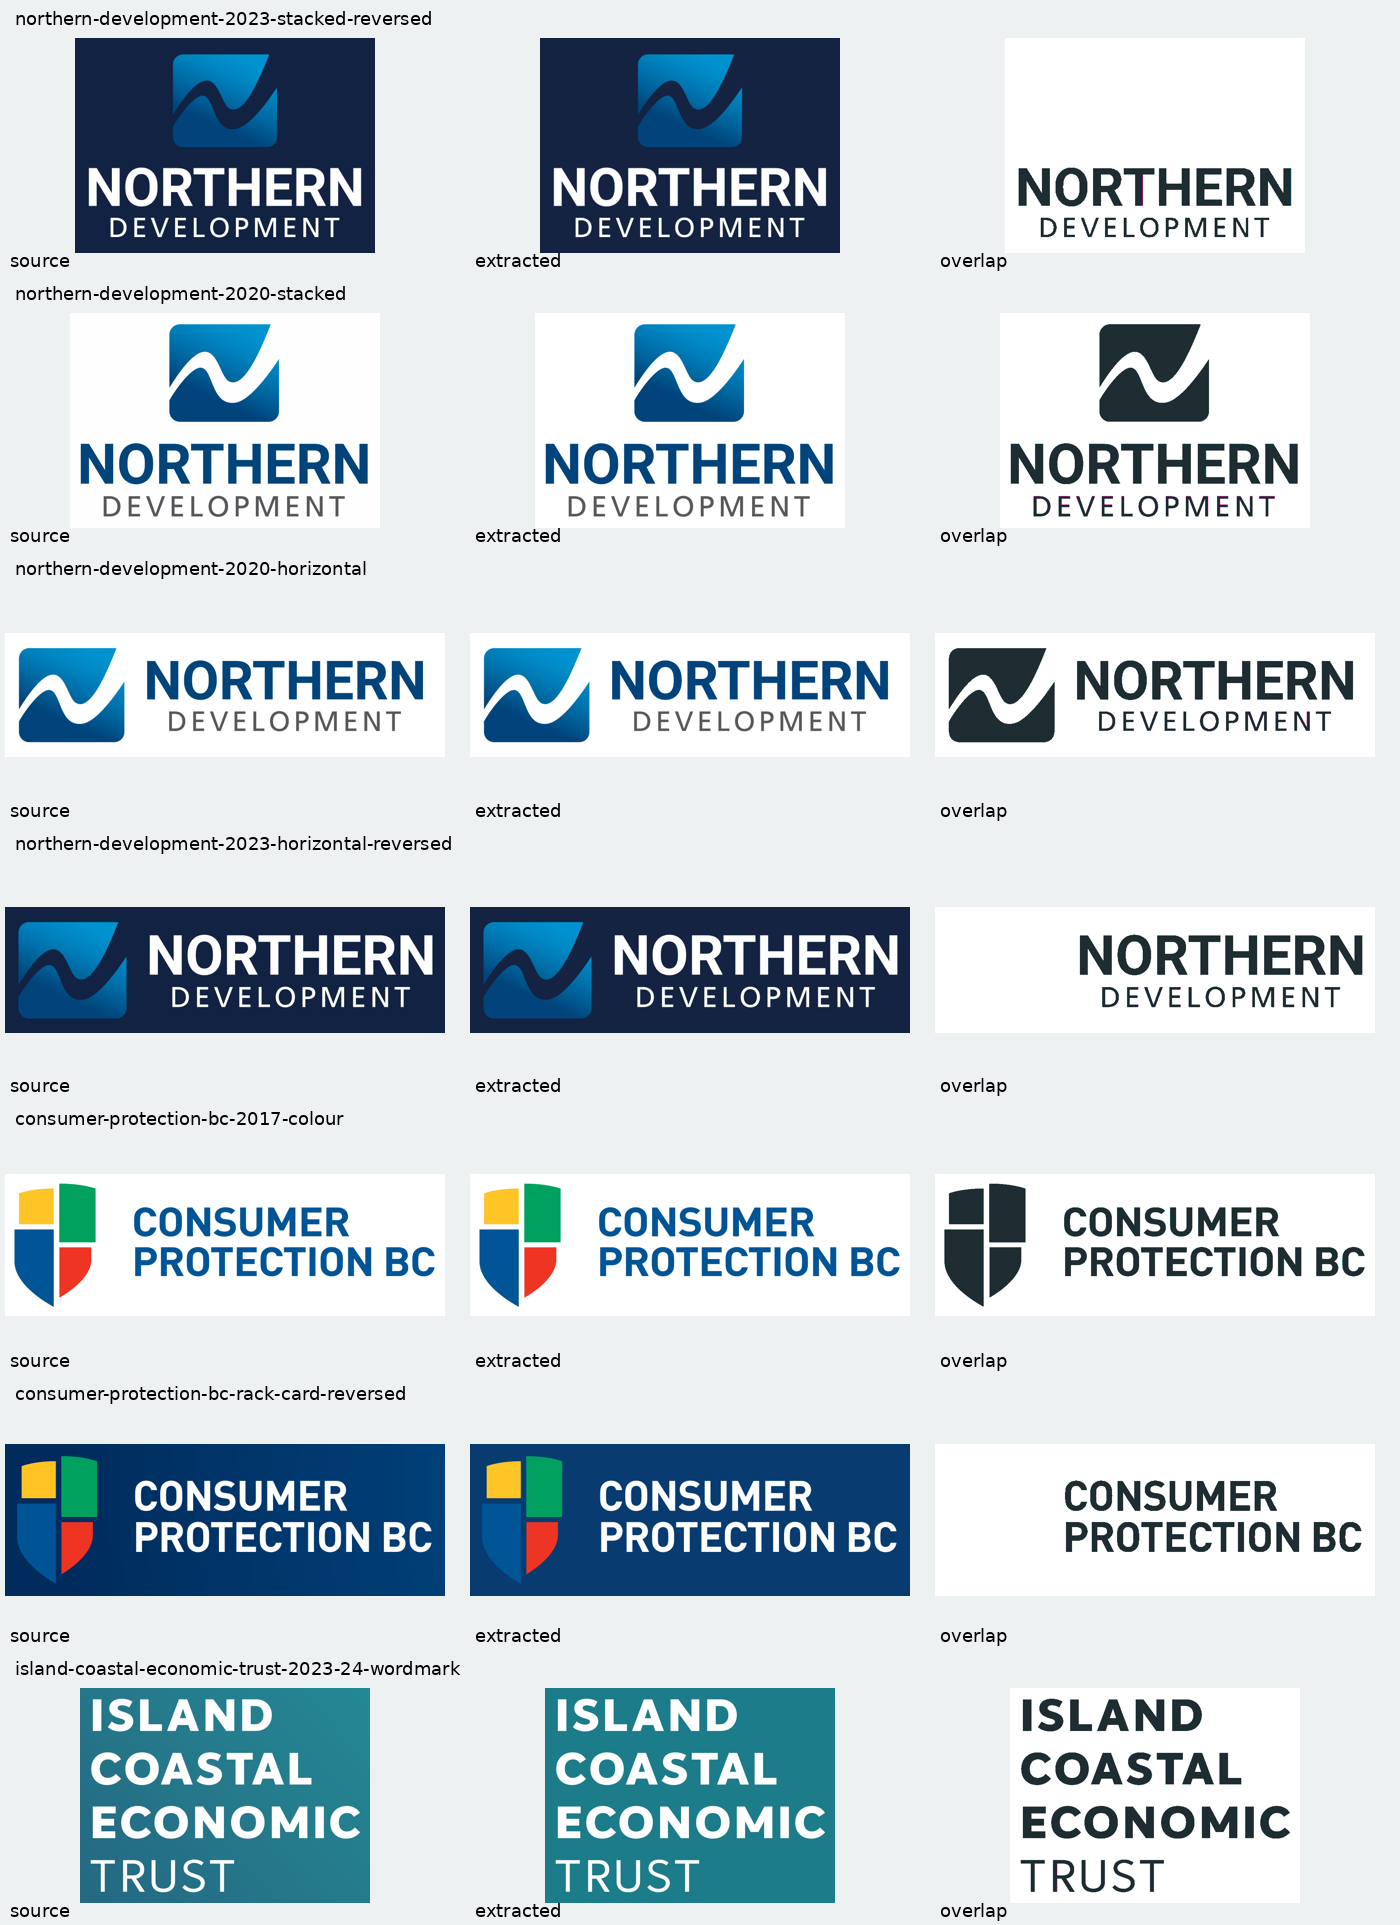 northern-development-2023-stacked-reversed
NORTHERN
DEVELOPMENT
NORTHERN
DEVELOPMENT
NORTHERN
DEVELOPMENT
source
extracted
overlap
northern-development-2020-stacked
NORTHERN
DEVELOPMENT
NORTHERN
DEVELOPMENT
NORTHERN
DEVELOPMENT
source
extracted
overlap
northern-development-2020-horizontal
NORTHERN
DEVELOPMENT
NORTHERN
DEVELOPMENT
NORTHERN
DEVELOPMENT
source
extracted
overlap
northern-development-2023-horizontal-reversed
NORTHERN
DEVELOPMENT
NORTHERN
DEVELOPMENT
NORTHERN
DEVELOPMENT
source
extracted
overlap
consumer-protection-bc-2017-colour
CONSUMER
PROTECTION BC
CONSUMER
PROTECTION BC
CONSUMER
PROTECTION BC
source
extracted
overlap
consumer-protection-bc-rack-card-reversed
CONSUMER
PROTECTION BC
CONSUMER
PROTECTION BC
CONSUMER
PROTECTION BC
source
extracted
overlap
island-coastal-economic-trust-2023-24-wordmark
ISLAND
COASTAL
ECONOMIC
TRUST
ISLAND
COASTAL
ECONOMIC
TRUST
ISLAND
COASTAL
ECONOMIC
TRUST
source
extracted
overlap